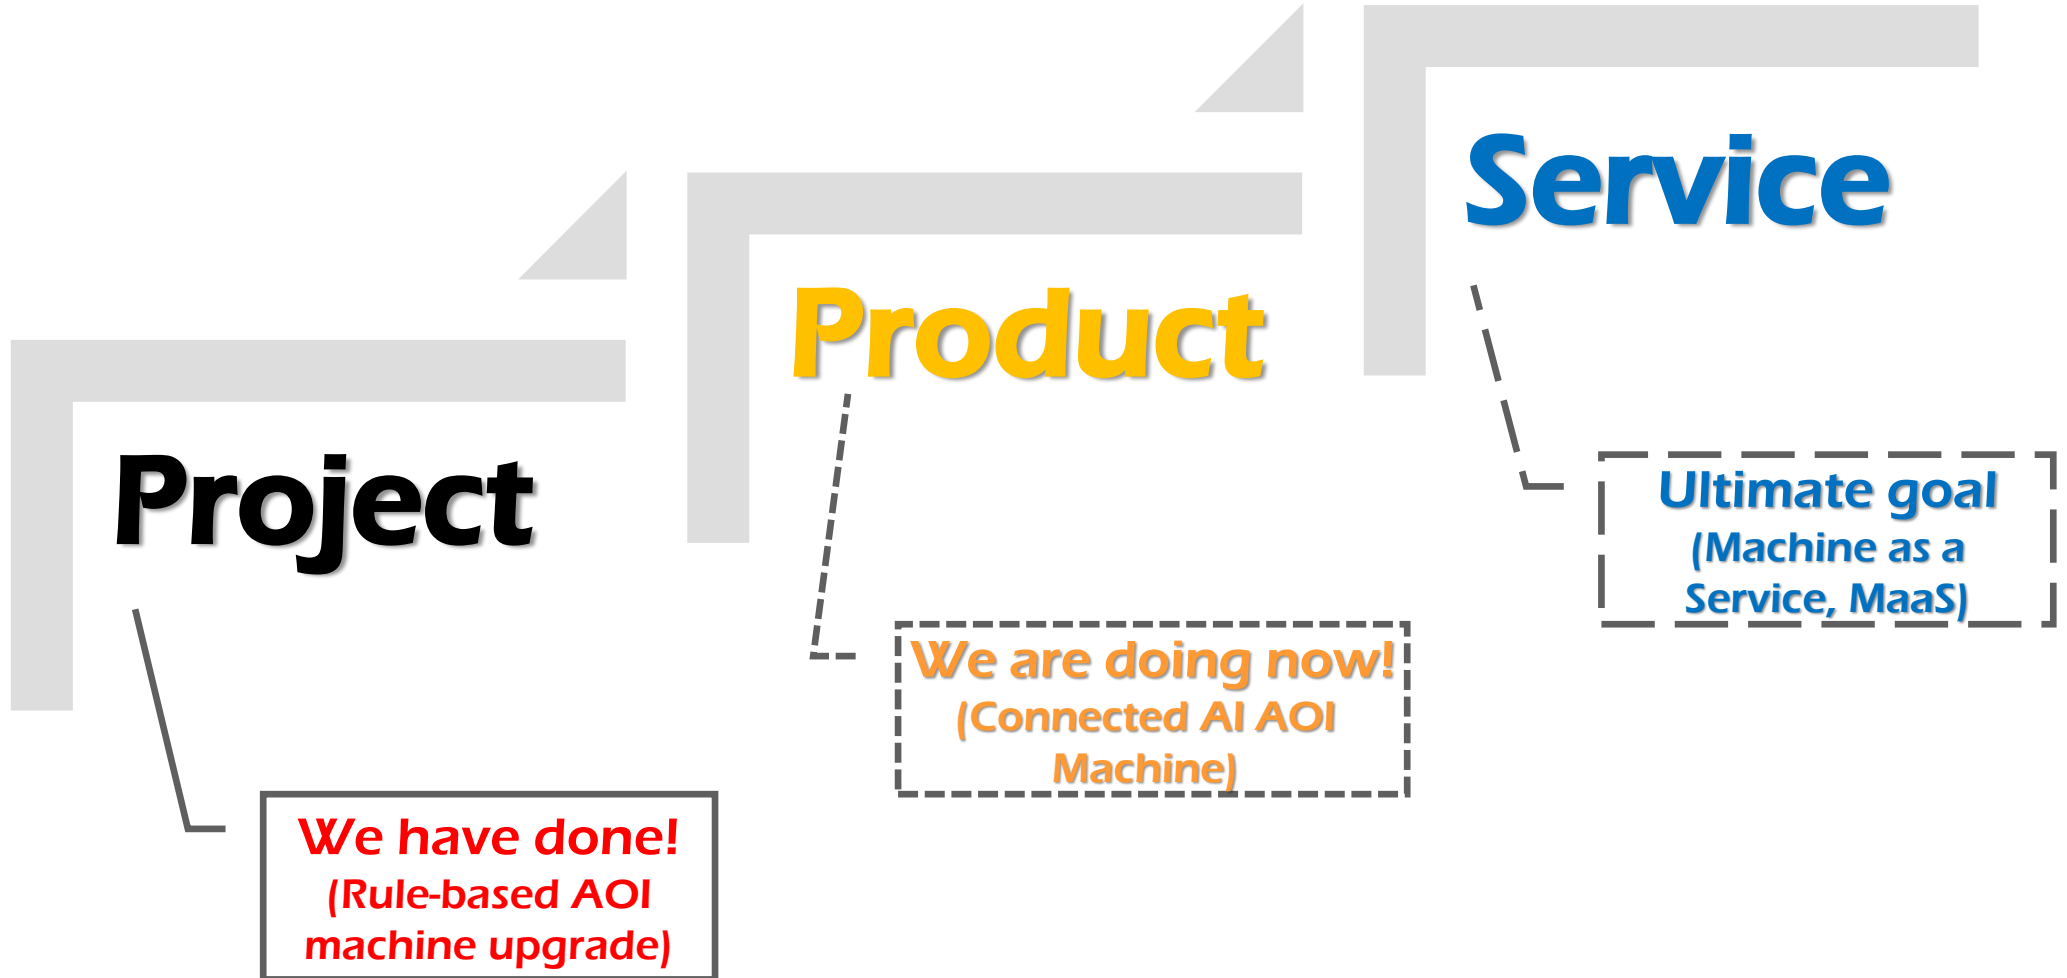 Project
We have done!
(Rule-based AOI
machine upgrade)
Product
We are doing now!
(Connected AI AOI
Machine)
Service
Ultimate goal
(Machine as a
Service, MaaS)